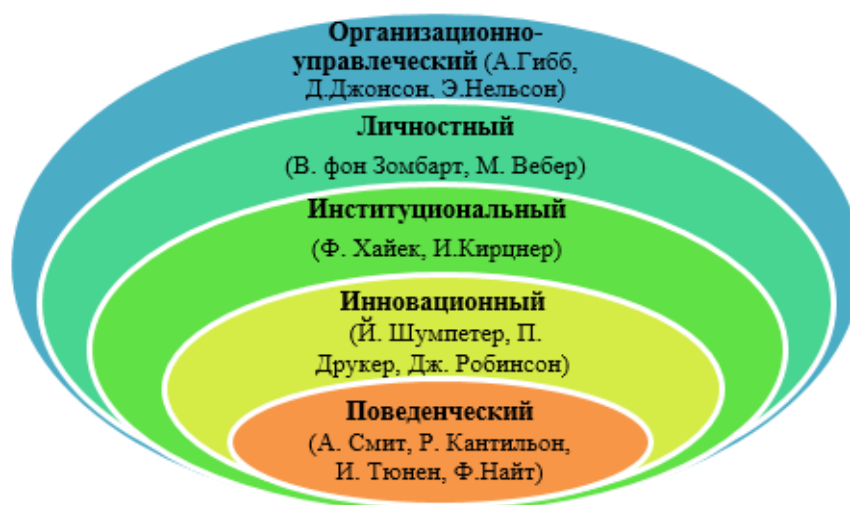 Организационно-
управлеческий (А.Гибб,
Д.Джонсон, Э.Нельсон)
Личностный
(В. фон Зомбарт, М. Вебер)
Институциональный
(Ф. Хайек, И.Кирцнер)
Инновационный
(Й. Шумпетер, П.
Друкер, Дж. Робинсон)
Поведенческий
(А. Смит, Р. Кантильон,
И. Тюнен, Ф.Найт)